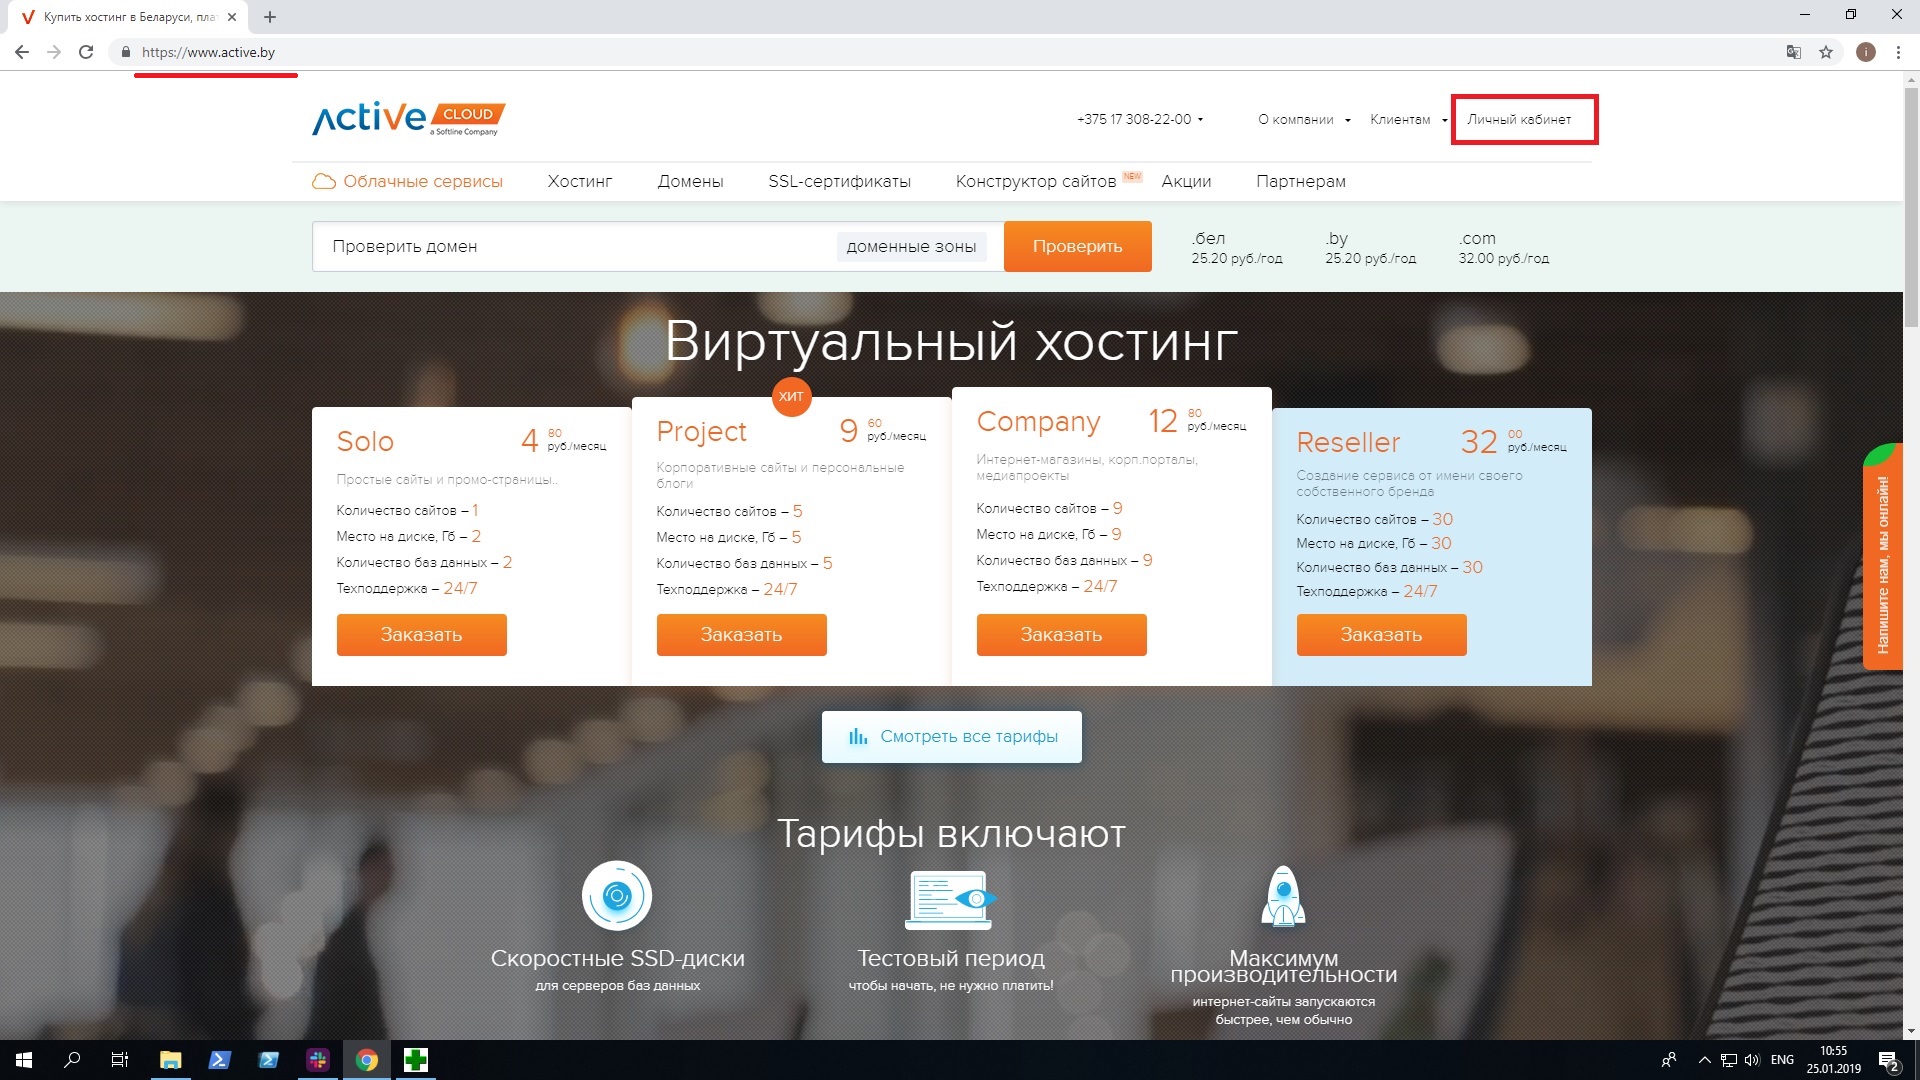 Купить хостинг в Беларуси, плат
https://www.active.by
i
Active CLOUD
a Softline Company
+375 17 308-22-00
О компании
Клиентам
Личный кабинет
Облачные сервисы
Хостинг
Домены
SSL-сертификаты
Конструктор сайтов NEW
Акции
Партнерам
Проверить домен
доменные зоны
Проверить
.бел
25.20 руб./год
.by
25.20 руб./год
.com
32.00 руб./год
Виртуальный хостинг
Solo
4 80 руб./месяц
Простые сайты и промо-страницы..
Количество сайтов – 1
Место на диске, Гб – 2
Количество баз данных – 2
Техподдержка – 24/7
Заказать
ХИТ
Project
9 60 руб./месяц
Корпоративные сайты и персональные
блоги
Количество сайтов – 5
Место на диске, Гб – 5
Количество баз данных – 5
Техподдержка – 24/7
Заказать
Company
12 80 руб./месяц
Интернет-магазины, корп.порталы,
медиапроекты
Количество сайтов – 9
Место на диске, Гб – 9
Количество баз данных – 9
Техподдержка – 24/7
Заказать
Reseller
32 00 руб./месяц
Создание сервиса от имени своего
собственного бренда
Количество сайтов – 30
Место на диске, Гб – 30
Количество баз данных – 30
Техподдержка – 24/7
Заказать
Напишите нам, мы онлайн!
Смотреть все тарифы
Тарифы включают
Скоростные SSD-диски
для серверов баз данных
Тестовый период
чтобы начать, не нужно платить!
Максимум
производительности
интернет-сайты запускаются
быстрее, чем обычно
ENG
10:55
25.01.2019
2